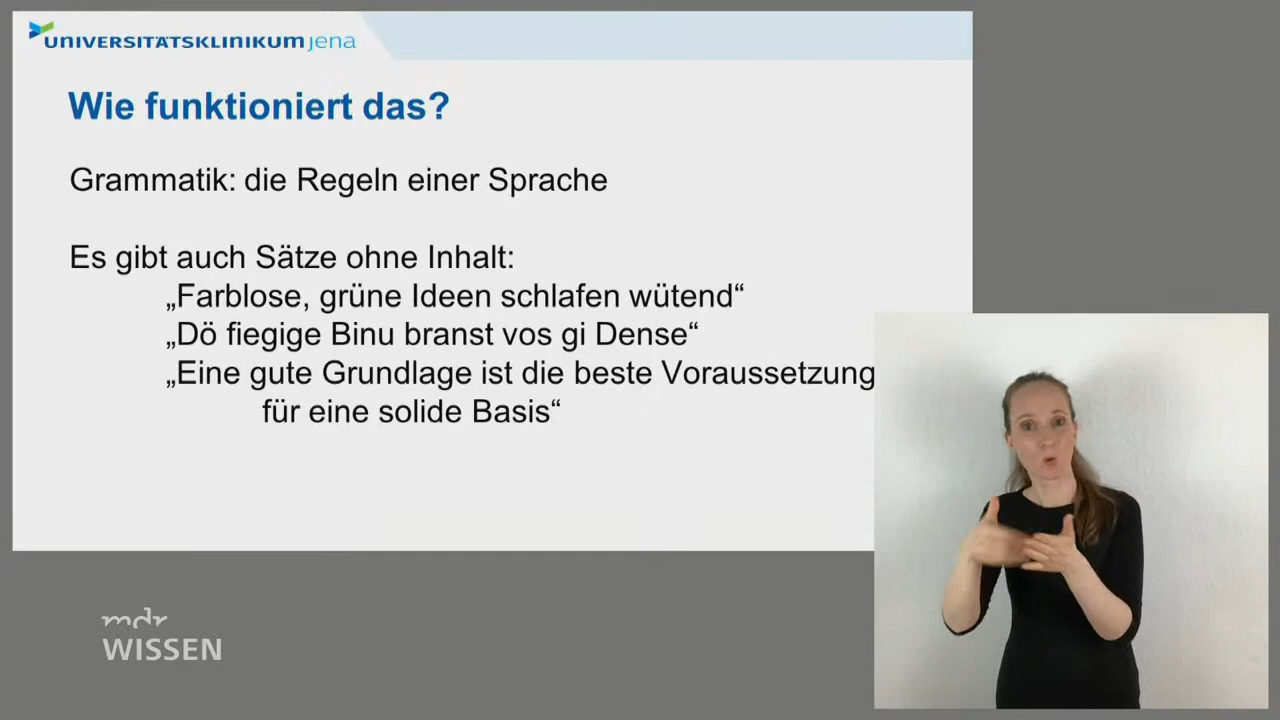 UNIVERSITÄTSKLINIKUM jena
Wie funktioniert das?
Grammatik: die Regeln einer Sprache
Es gibt auch Sätze ohne Inhalt:
„Farblose, grüne Ideen schlafen wütend“
„Dö fiegige Binu branst vos gi Dense“
„Eine gute Grundlage ist die beste Voraussetzung
für eine solide Basis“
mdr
WISSEN